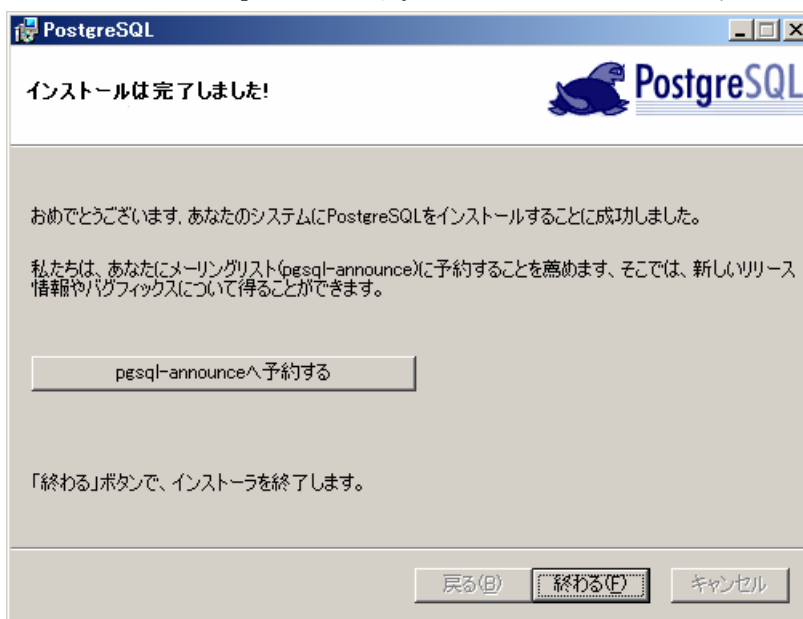 PostgreSQL
インストールは完了しました!
PostgreSQL
おめでとうございます, あなたのシステムにPostgreSQLをインストールすることに成功しました。
私たちは、あなたにメーリングリスト(pgsql-announce)に予約することを薦めます、そこでは、新しいリリース
情報やバグフィックスについて得ることができます。
pgsql-announceへ予約する
「終わる」ボタンで、インストーラを終了します。
戻る(B)
終わる(F)
キャンセル